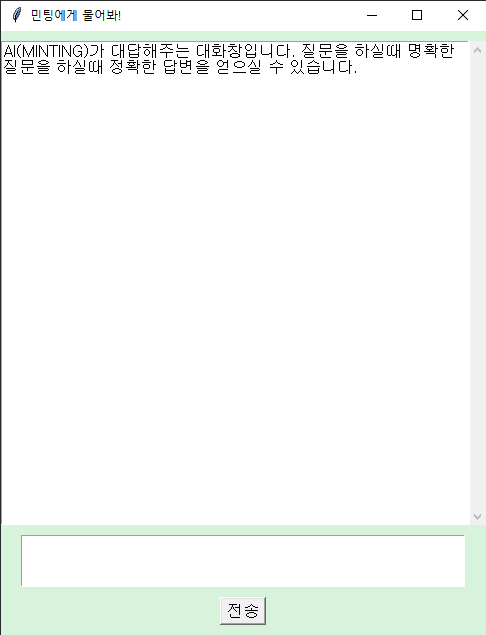 민팅에게 물어봐!
AI(MINTING)가 대답해주는 대화창입니다. 질문을 하실때 명확한
질문을 하실때 정확한 답변을 얻으실 수 있습니다.
전송